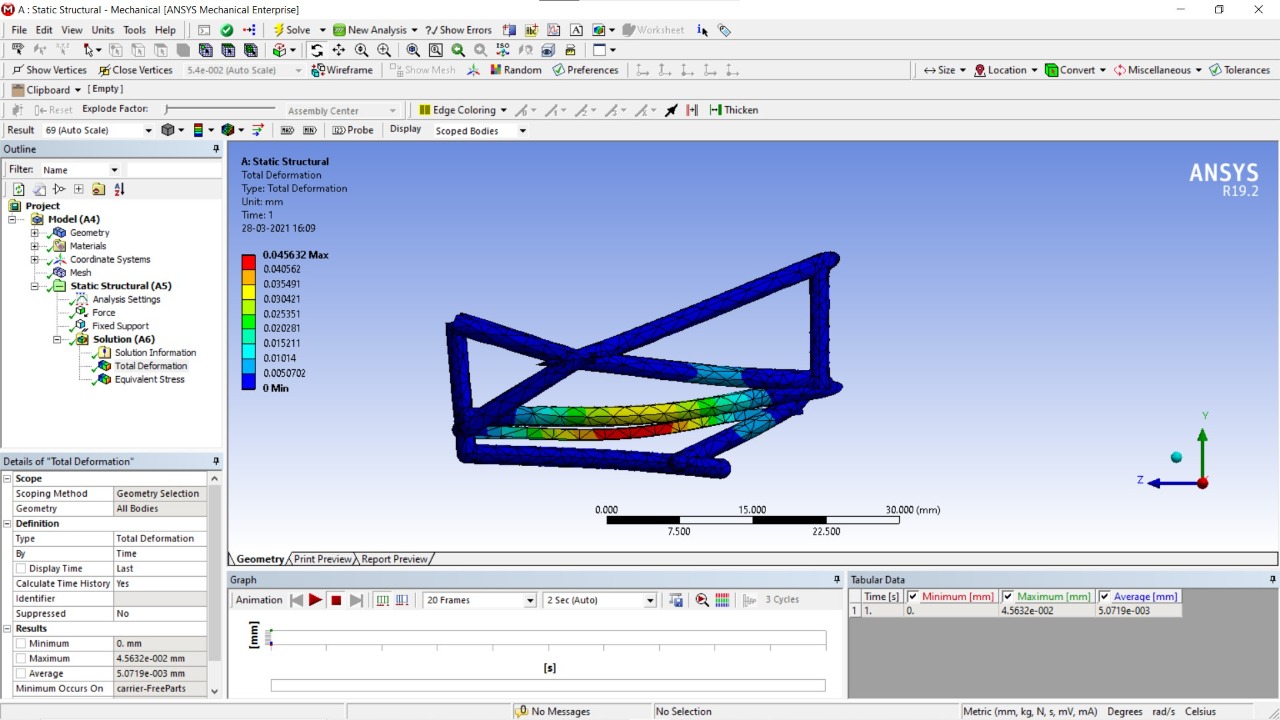 A : Static Structural - Mechanical [ANSYS Mechanical Enterprise]
File Edit View Units Tools Help Solve New Analysis ?/ Show Errors Worksheet
ISO
Show Vertices Close Vertices 5.4e-002 (Auto Scale) Wireframe Show Mesh Random Preferences Size Location Convert Miscellaneous Tolerances
Clipboard [ Empty ]
Reset Explode Factor: Assembly Center Edge Coloring Thicken
Result 69 (Auto Scale) Probe Display Scoped Bodies
Outline
Filter: Name
Project
Model (A4)
Geometry
Materials
Coordinate Systems
Mesh
Static Structural (A5)
Analysis Settings
Force
Fixed Support
Solution (A6)
Solution Information
Total Deformation
Equivalent Stress
Details of "Total Deformation"
Scope
Scoping Method Geometry Selection
Geometry All Bodies
Definition
Type Total Deformation
By Time
Display Time Last
Calculate Time History Yes
Identifier
Suppressed No
Results
Minimum 0. mm
Maximum 4.5632e-002 mm
Average 5.0719e-003 mm
Minimum Occurs On carrier-FreeParts
A: Static Structural
Total Deformation
Type: Total Deformation
Unit: mm
Time: 1
28-03-2021 16:09
0.045632 Max
0.040562
0.035491
0.030421
0.025351
0.020281
0.015211
0.01014
0.0050702
0 Min
ANSYS
R19.2
Y
Z
0.000 15.000 30.000 (mm)
7.500 22.500
Geometry Print Preview Report Preview
Graph
Animation 20 Frames 2 Sec (Auto) 3 Cycles
[mm]
[s]
Tabular Data
Time [s] Minimum [mm] Maximum [mm] Average [mm]
1 1. 0. 4.5632e-002 5.0719e-003
No Messages No Selection Metric (mm, kg, N, s, mV, mA) Degrees rad/s Celsius